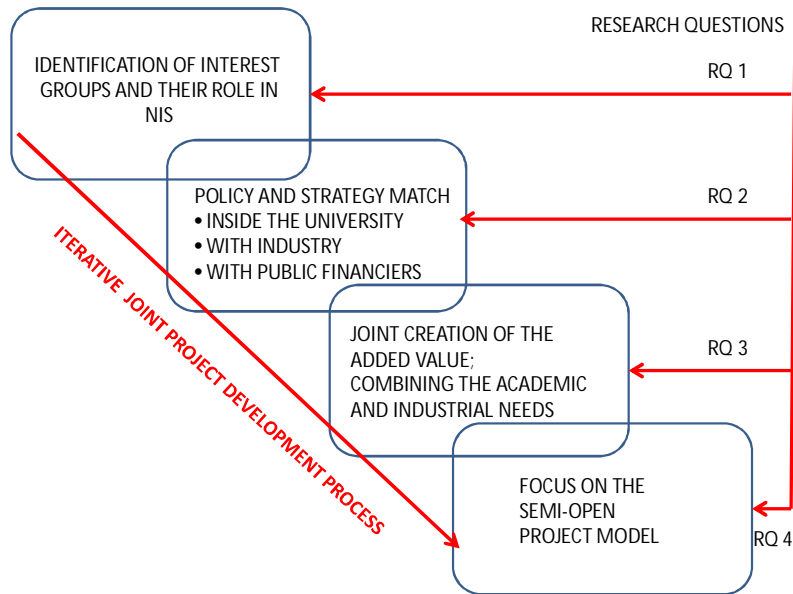 RESEARCH QUESTIONS
IDENTIFICATION OF INTEREST
GROUPS AND THEIR ROLE IN
NIS
RQ 1
POLICY AND STRATEGY MATCH
• INSIDE THE UNIVERSITY
• WITH INDUSTRY
• WITH PUBLIC FINANCIERS
RQ 2
ITERATIVE JOINT PROJECT DEVELOPMENT PROCESS
JOINT CREATION OF THE
ADDED VALUE;
COMBINING THE ACADEMIC
AND INDUSTRIAL NEEDS
RQ 3
FOCUS ON THE
SEMI-OPEN
PROJECT MODEL
RQ 4